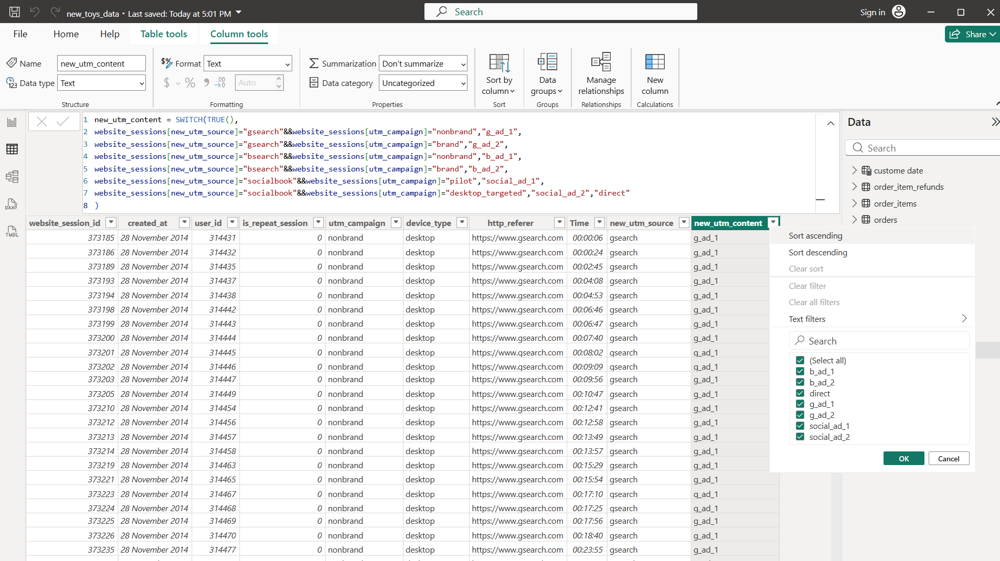 new_toys_data • Last saved: Today at 5:01 PM
Search
Sign in
File Home Help Table tools Column tools
Share
Name new_utm_content
Data type Text
Structure
Format Text
$ % 9 .00
Auto
Formatting
Summarization Don't summarize
Data category Uncategorized
Properties
Sort by column
Sort
Data groups
Groups
Manage relationships
Relationships
New column
Calculations
1 new_utm_content = SWITCH(TRUE(),
2 website_sessions[new_utm_source]="gsearch"&&website_sessions[utm_campaign]="nonbrand","g_ad_1",
3 website_sessions[new_utm_source]="gsearch"&&website_sessions[utm_campaign]="brand","g_ad_2",
4 website_sessions[new_utm_source]="bsearch"&&website_sessions[utm_campaign]="nonbrand","b_ad_1",
5 website_sessions[new_utm_source]="bsearch"&&website_sessions[utm_campaign]="brand","b_ad_2",
6 website_sessions[new_utm_source]="socialbook"&&website_sessions[utm_campaign]="pilot","social_ad_1",
7 website_sessions[new_utm_source]="socialbook"&&website_sessions[utm_campaign]="desktop_targeted","social_ad_2","direct"
8 )
DAX
TMDL
website_session_id created_at user_id is_repeat_session utm_campaign device_type http_referer Time new_utm_source new_utm_content
373185 28 November 2014 314431 0 nonbrand desktop https://www.gsearch.com 00:00:06 gsearch g_ad_1
373186 28 November 2014 314432 0 nonbrand desktop https://www.gsearch.com 00:00:24 gsearch g_ad_1
373189 28 November 2014 314435 0 nonbrand desktop https://www.gsearch.com 00:02:45 gsearch g_ad_1
373193 28 November 2014 314437 0 nonbrand desktop https://www.gsearch.com 00:04:08 gsearch g_ad_1
373194 28 November 2014 314438 0 nonbrand desktop https://www.gsearch.com 00:04:53 gsearch g_ad_1
373198 28 November 2014 314442 0 nonbrand desktop https://www.gsearch.com 00:06:46 gsearch g_ad_1
373199 28 November 2014 314443 0 nonbrand desktop https://www.gsearch.com 00:06:47 gsearch g_ad_1
373200 28 November 2014 314444 0 nonbrand desktop https://www.gsearch.com 00:07:40 gsearch g_ad_1
373201 28 November 2014 314445 0 nonbrand desktop https://www.gsearch.com 00:08:02 gsearch g_ad_1
373202 28 November 2014 314446 0 nonbrand desktop https://www.gsearch.com 00:09:09 gsearch g_ad_1
373203 28 November 2014 314447 0 nonbrand desktop https://www.gsearch.com 00:09:56 gsearch g_ad_1
373205 28 November 2014 314449 0 nonbrand desktop https://www.gsearch.com 00:10:47 gsearch g_ad_1
373210 28 November 2014 314454 0 nonbrand desktop https://www.gsearch.com 00:12:41 gsearch g_ad_1
373212 28 November 2014 314456 0 nonbrand desktop https://www.gsearch.com 00:12:58 gsearch g_ad_1
373213 28 November 2014 314457 0 nonbrand desktop https://www.gsearch.com 00:13:49 gsearch g_ad_1
373214 28 November 2014 314458 0 nonbrand desktop https://www.gsearch.com 00:13:57 gsearch g_ad_1
373219 28 November 2014 314463 0 nonbrand desktop https://www.gsearch.com 00:15:29 gsearch g_ad_1
373221 28 November 2014 314465 0 nonbrand desktop https://www.gsearch.com 00:15:54 gsearch g_ad_1
373223 28 November 2014 314467 0 nonbrand desktop https://www.gsearch.com 00:17:10 gsearch g_ad_1
373224 28 November 2014 314468 0 nonbrand desktop https://www.gsearch.com 00:17:25 gsearch g_ad_1
373225 28 November 2014 314469 0 nonbrand desktop https://www.gsearch.com 00:17:56 gsearch g_ad_1
373226 28 November 2014 314470 0 nonbrand desktop https://www.gsearch.com 00:18:40 gsearch g_ad_1
373235 28 November 2014 314477 0 nonbrand desktop https://www.gsearch.com 00:23:55 gsearch g_ad_1
Data
Search
custome date
order_item_refunds
order_items
orders
Sort ascending
Sort descending
Clear sort
Clear filter
Clear all filters
Text filters
Search
(Select all)
b_ad_1
b_ad_2
direct
g_ad_1
g_ad_2
social_ad_1
social_ad_2
OK Cancel